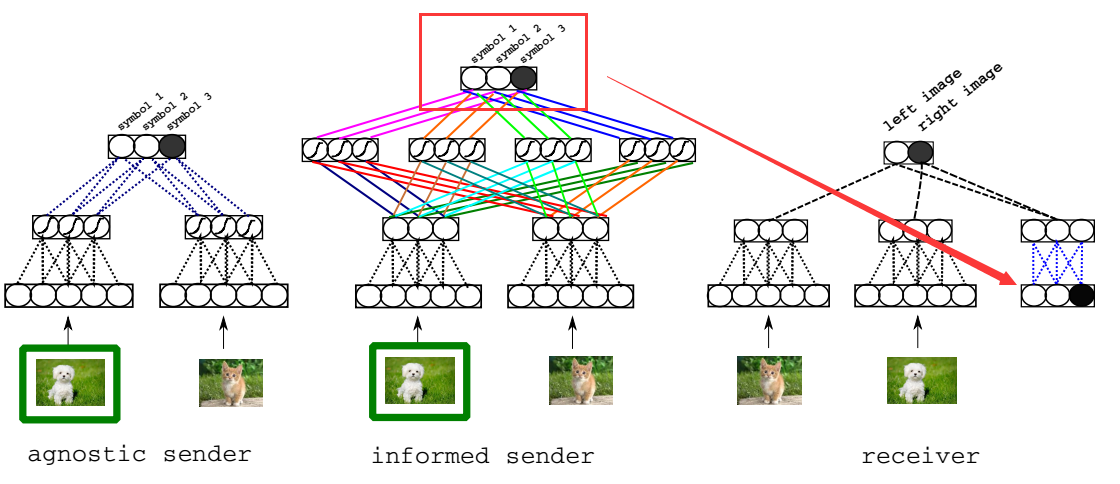 symbol 1
symbol 2
symbol 3
symbol 1
symbol 2
symbol 3
left image
right image
agnostic sender
informed sender
receiver